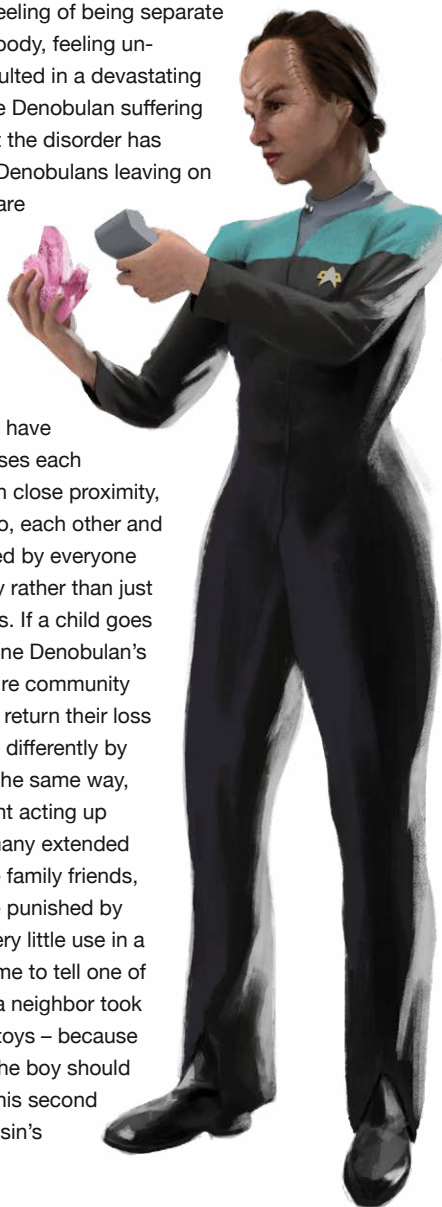 eeling of being separate
body, feeling un-
ulted in a devastating
e Denobulan suffering
t the disorder has
Denobulans leaving on
are
have
ses each
n close proximity,
o, each other and
ed by everyone
y rather than just
s. If a child goes
ne Denobulan’s
re community
return their loss
differently by
he same way,
nt acting up
many extended
e family friends,
e punished by
ery little use in a
me to tell one of
a neighbor took
toys – because
he boy should
his second
sin’s